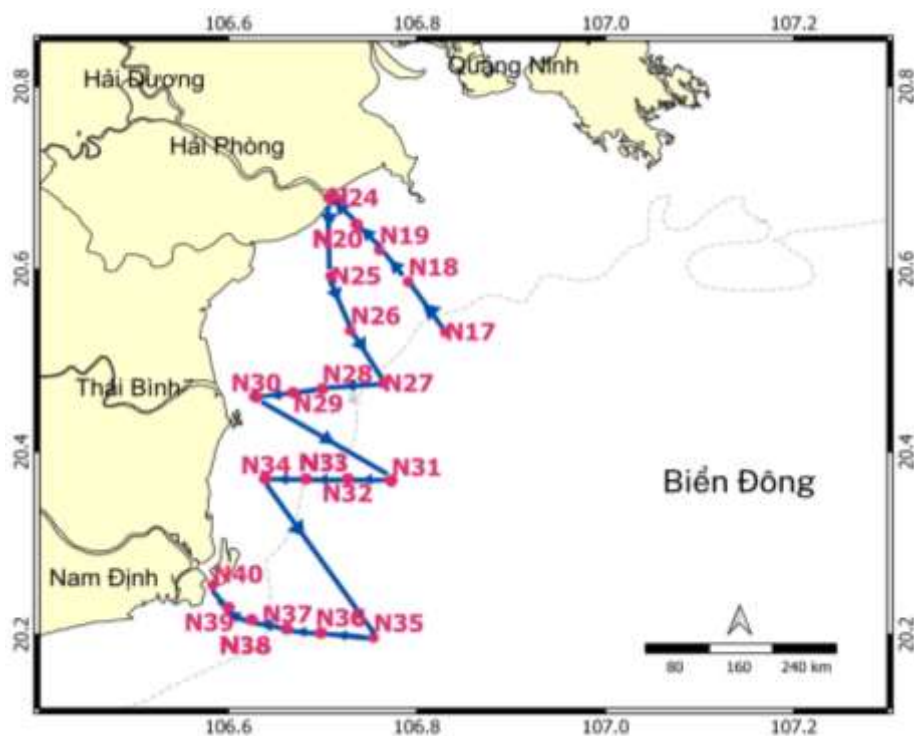 106.6 106.8 107.0 107.2
20.8
20.8
Quảng Ninh
Hải Dương
Hải Phòng
N24
N20
N19
N18
20.6
20.6
N25
N26
N17
N28
N27
N30
N29
Thái Bình
20.4
20.4
N34
N33
N31
N32
Biển Đông
Nam Định
N40
N39
N37
N36
N35
N38
20.2
20.2
80 160 240 km
106.6 106.8 107.0 107.2